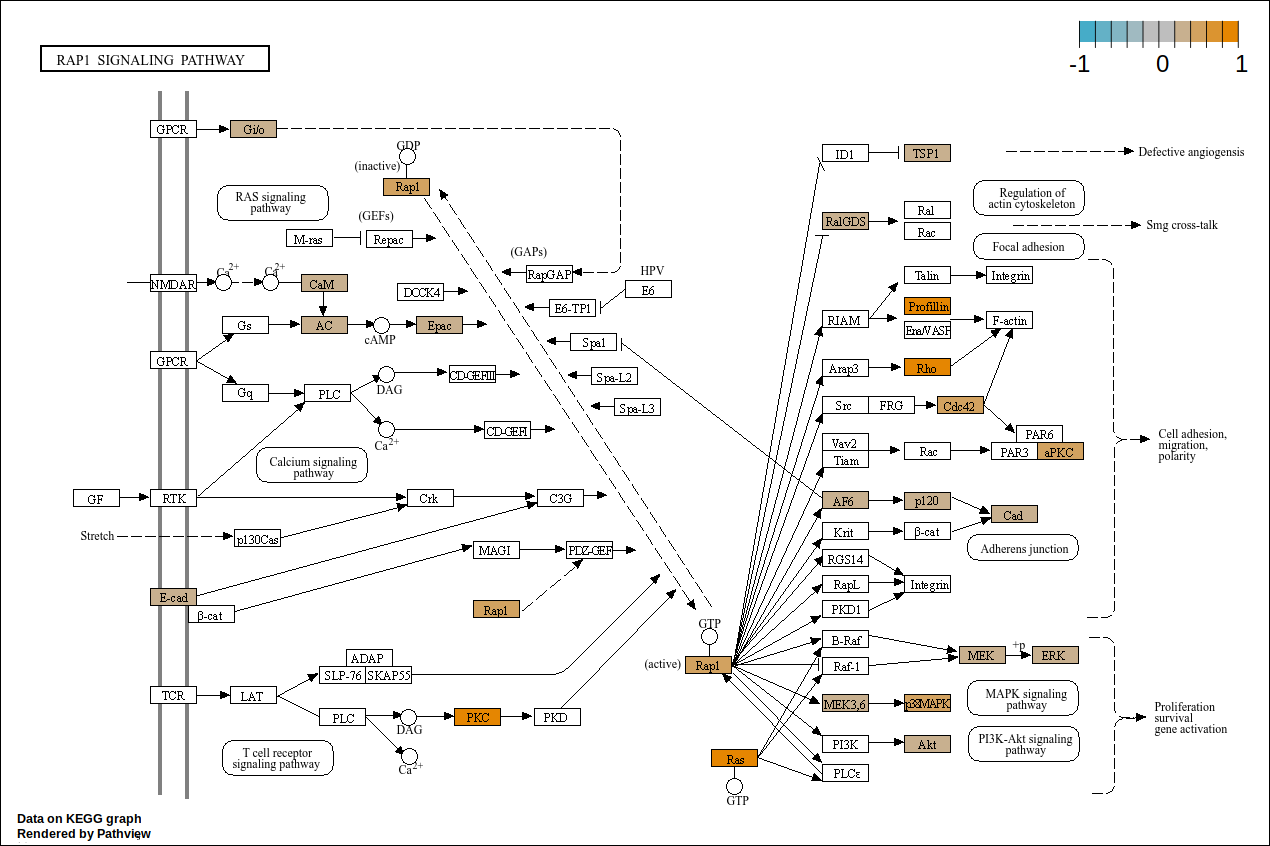 RAP1 SIGNALING PATHWAY
-1 0 1
GPCR
Gi/o
GDP
(inactive)
Rap1
RAS signaling
pathway
(GEFs)
M-ras
Repac
(GAPs)
RapGAP
HPV
E6
E6-TP1
NMDAR
Ca2+
Ca2+
CaM
DOCK4
Gs
AC
cAMP
Epac
Spa1
GPCR
Gq
PLC
DAG
CD-GEFIII
Spa-L2
Spa-L3
Ca2+
CD-GEFI
Calcium signaling
pathway
GF
RTK
Crk
C3G
Stretch
p130Cas
MAGI
PDZ-GEF
E-cad
β-cat
Rap1
GTP
(active)
Rap1
ADAP
SLP-76
SKAP55
TCR
LAT
PLC
DAG
PKC
PKD
Ca2+
T cell receptor
signaling pathway
Ras
GTP
ID1
TSP1
Defective angiogenesis
RalGDS
Ral
Rac
Regulation of
actin cytoskeleton
Smg cross-talk
Focal adhesion
Talin
Integrin
RIAM
Profillin
Ena/VASP
F-actin
Arap3
Rho
Src
FRG
Cdc42
PAR6
PAR3
aPKC
Vav2
Tiam
Rac
Cell adhesion,
migration,
polarity
AF6
p120
Cad
Krit
β-cat
Adherens junction
RGS14
RapL
Integrin
PKD1
B-Raf
Raf-1
MEK
+p
ERK
MEK3,6
p38MAPK
MAPK signaling
pathway
PI3K
Akt
PI3K-Akt signaling
pathway
PLCε
Proliferation
survival
gene activation
Data on KEGG graph
Rendered by Pathview